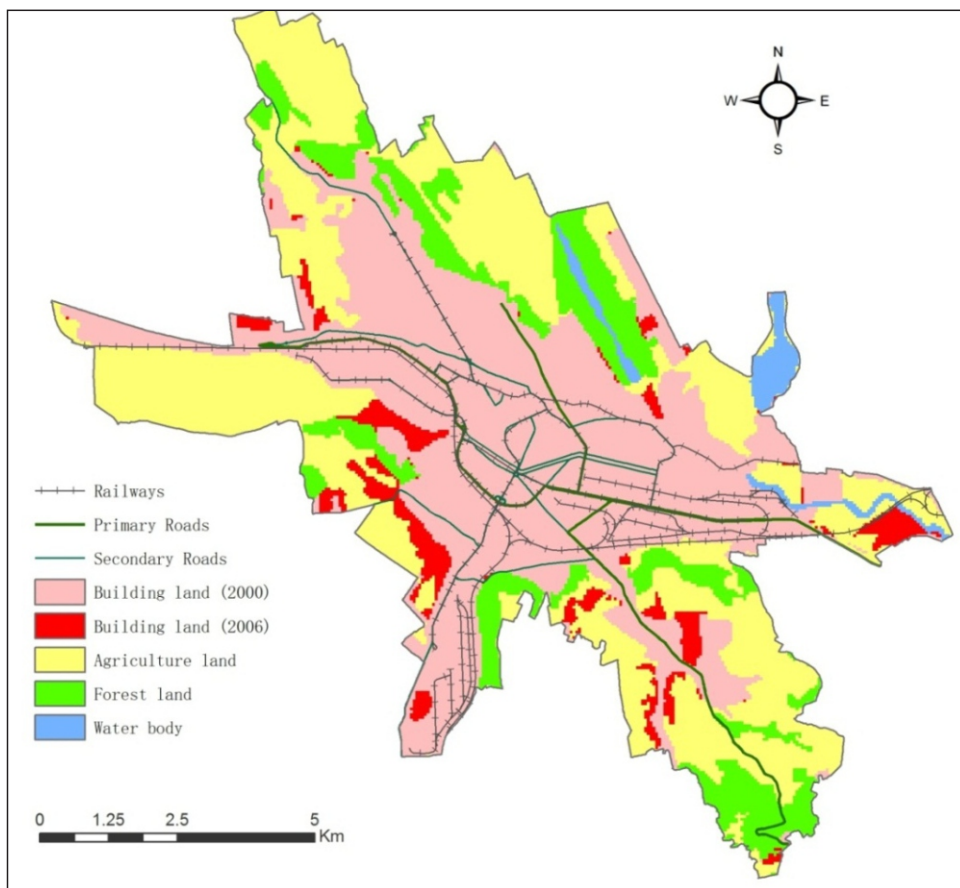 N
W E
S
Railways
Primary Roads
Secondary Roads
Building land (2000)
Building land (2006)
Agriculture land
Forest land
Water body
0 1.25 2.5 5
Km